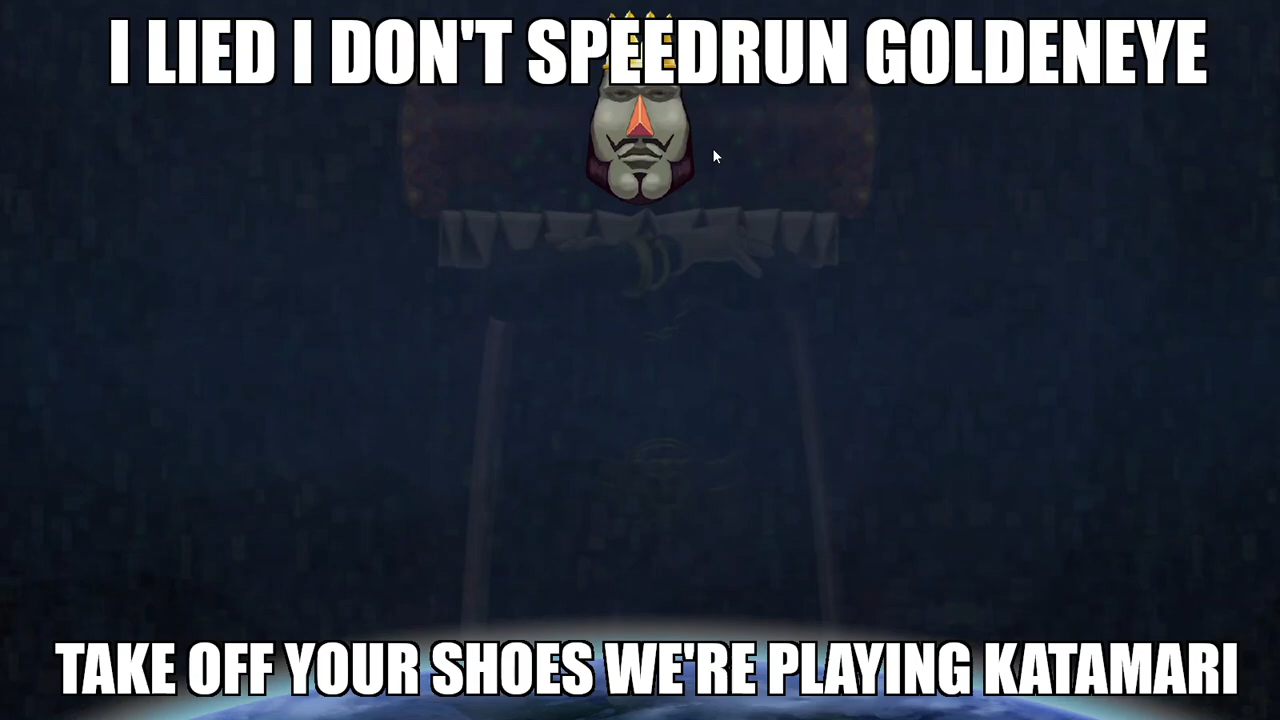 I LIED I DON'T SPEEDRUN GOLDENEYE
TAKE OFF YOUR SHOES WE'RE PLAYING KATAMARI